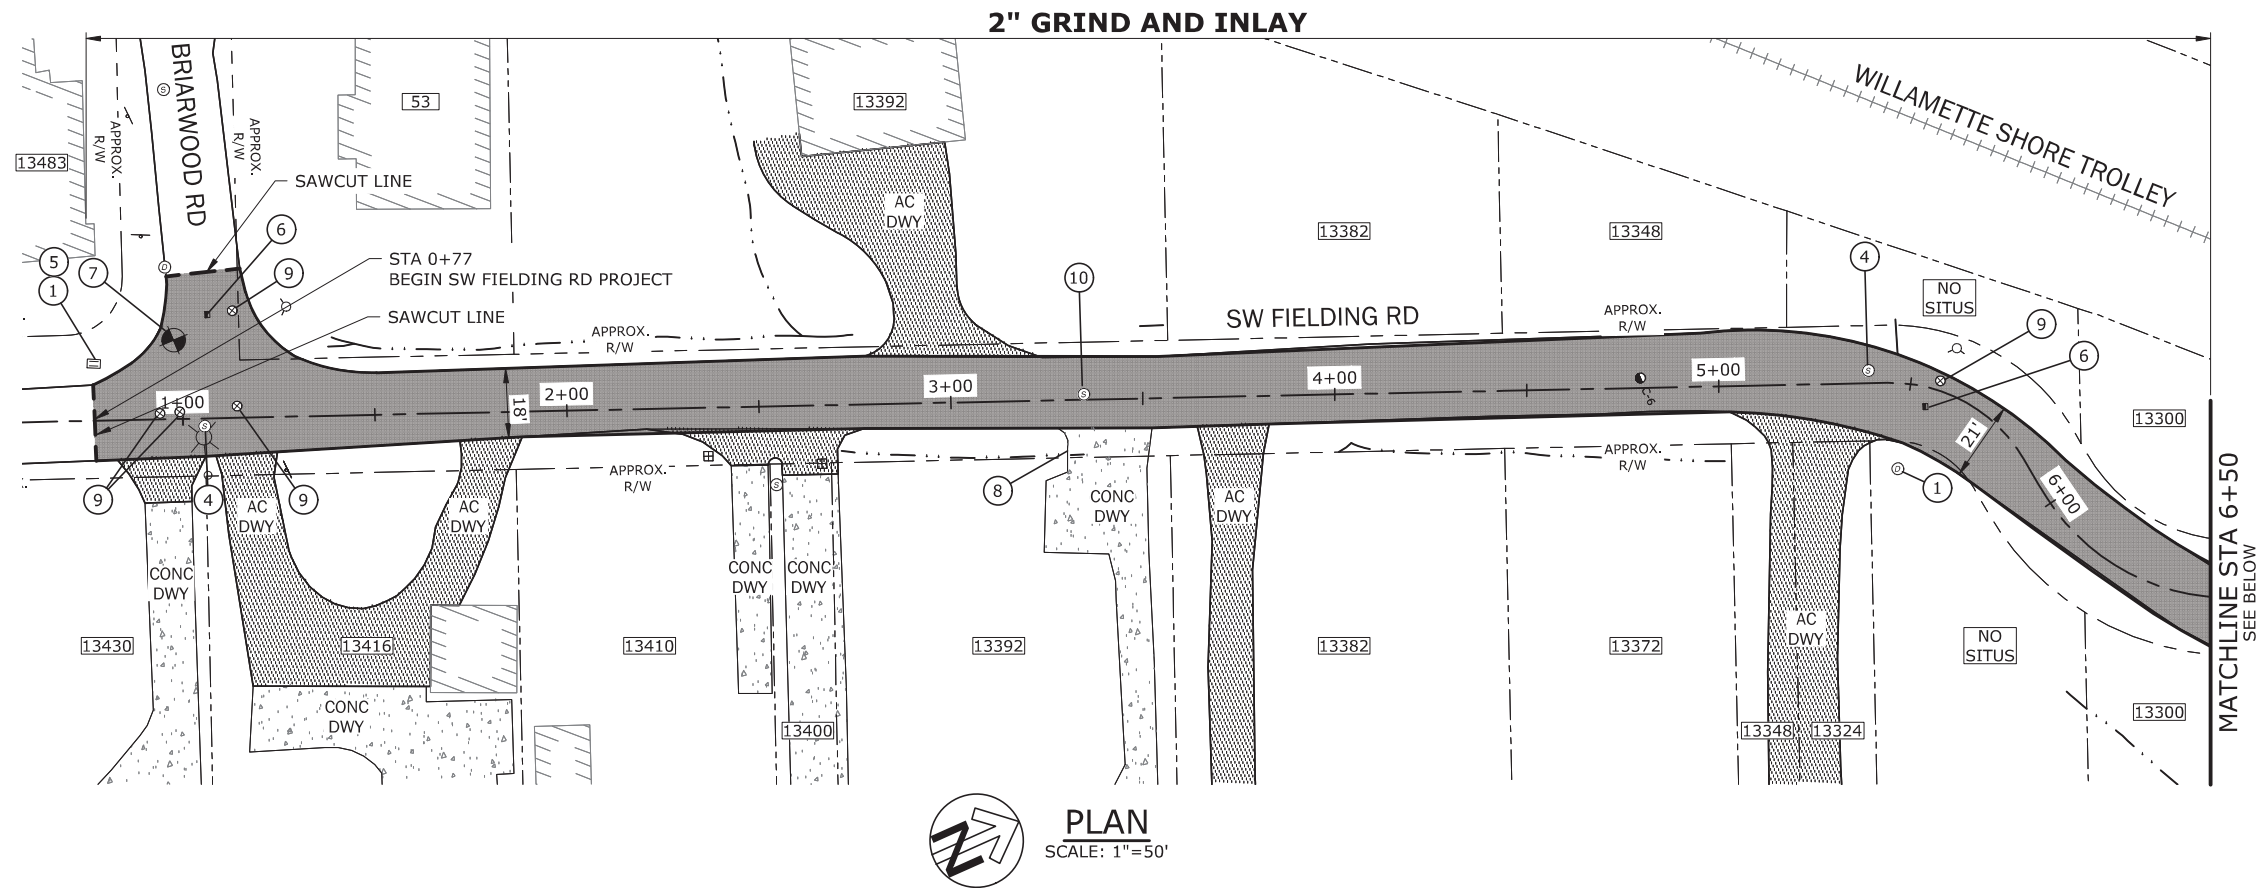 2" GRIND AND INLAY
BRIARWOOD RD
APPROX.
R/W
APPROX.
R/W
53
13392
13483
WILLAMETTE SHORE TROLLEY
SAWCUT LINE
AC
DWY
13382
13348
6
5
7
9
1
STA 0+77
BEGIN SW FIELDING RD PROJECT
SAWCUT LINE
10
4
NO
SITUS
SW FIELDING RD
APPROX.
R/W
APPROX.
R/W
9
6
1+00
2+00
3+00
4+00
5+00
6+00
18'
21'
C-6
S
S
S
S
S
D
D
13300
APPROX.
R/W
APPROX.
R/W
9
4
9
8
1
AC
DWY
AC
DWY
CONC
DWY
AC
DWY
CONC
DWY
CONC
DWY
CONC
DWY
AC
DWY
13430
13416
13410
13392
13382
13372
NO
SITUS
CONC
DWY
13400
13348
13324
13300
MATCHLINE STA 6+50
SEE BELOW
N
PLAN
SCALE: 1"=50'